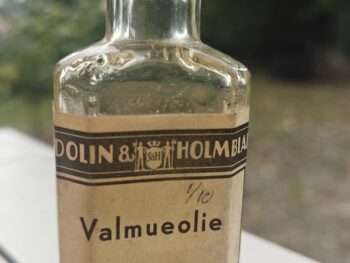 DOLIN & S&H HOLMBLA
1/10
Valmueolie